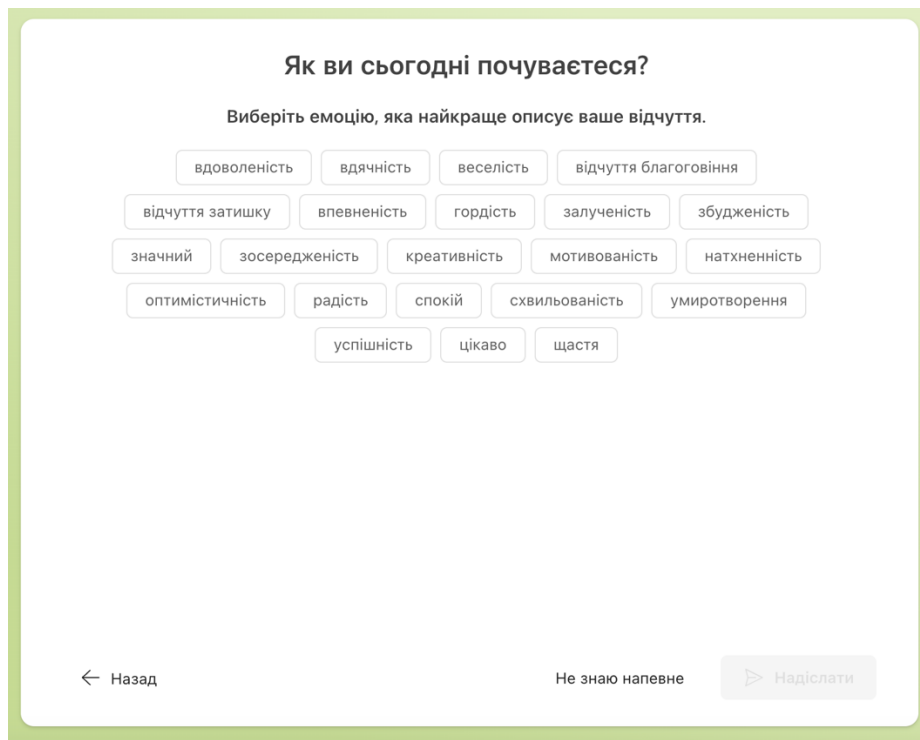 Як ви сьогодні почуваєтеся?
Виберіть емоцію, яка найкраще описує ваше відчуття.
вдоволеність вдячність веселість відчуття благоговіння
відчуття затишку впевненість гордість залученість збудженість
значний зосередженість креативність мотивованість натхненність
оптимістичність радість спокій схвильованість умиротворення
успішність цікаво щастя
Назад Не знаю напевне Надіслати